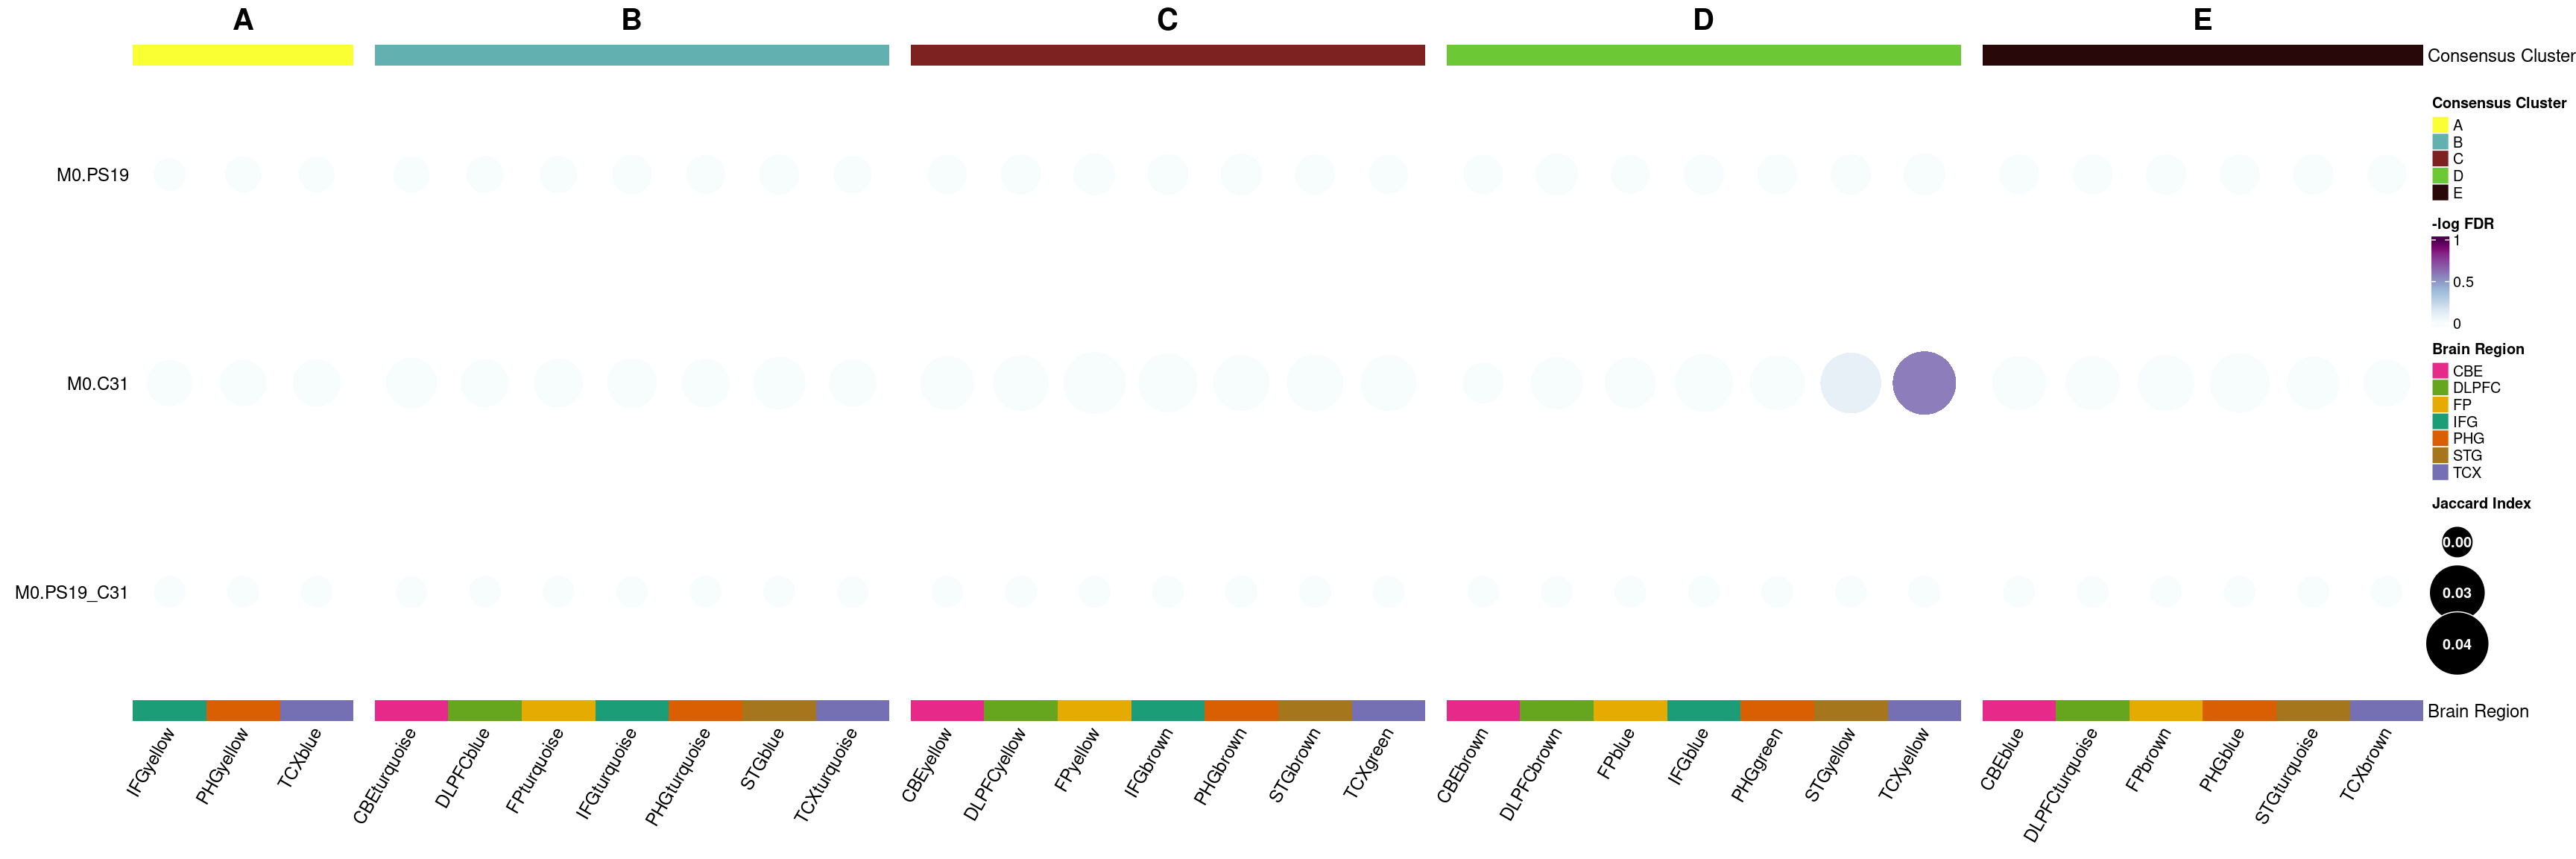 A B C D E
Consensus Cluster
Consensus Cluster
A
B
C
D
E
-log FDR
1
0.5
0
Brain Region
CBE
DLPFC
FP
IFG
PHG
STG
TCX
Jaccard Index
0.00
0.03
0.04
M0.PS19
M0.C31
M0.PS19_C31
Brain Region
IFGyellow
PHGyellow
TCXblue
CBEturquoise
DLPFCblue
FPturquoise
IFGturquoise
PHGturquoise
STGblue
TCXturquoise
CBEyellow
DLPFCyellow
FPyellow
IFGbrown
PHGbrown
STGbrown
TCXgreen
CBEbrown
DLPFCbrown
FPblue
IFGblue
PHGgreen
STGyellow
TCXyellow
CBEblue
DLPFCturquoise
FPbrown
PHGblue
STGturquoise
TCXbrown